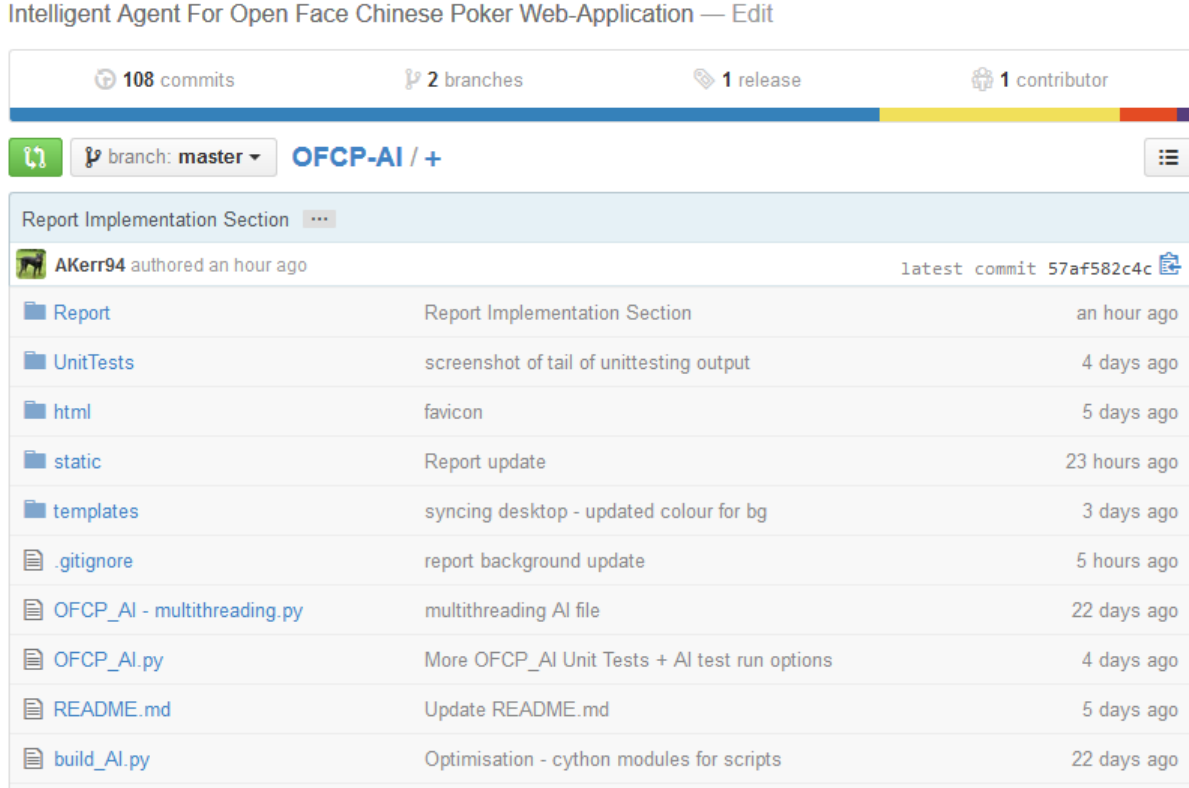 Intelligent Agent For Open Face Chinese Poker Web-Application — Edit
108 commits 2 branches 1 release 1 contributor
branch: master OFCP-AI / +
Report Implementation Section ...
AKerr94 authored an hour ago latest commit 57af582c4c
Report Report Implementation Section an hour ago
UnitTests screenshot of tail of unittesting output 4 days ago
html favicon 5 days ago
static Report update 23 hours ago
templates syncing desktop - updated colour for bg 3 days ago
.gitignore report background update 5 hours ago
OFCP_AI - multithreading.py multithreading AI file 22 days ago
OFCP_AI.py More OFCP_AI Unit Tests + AI test run options 4 days ago
README.md Update README.md 5 days ago
build_AI.py Optimisation - cython modules for scripts 22 days ago